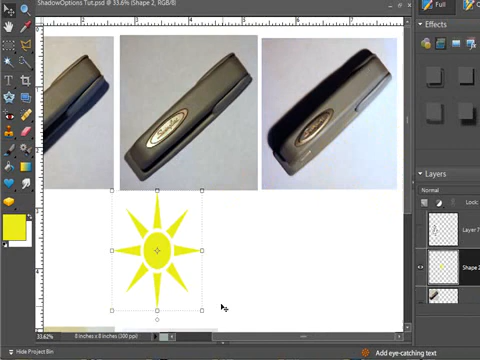 ShadowOptions Tut.psd @ 33.6% (Shape 2, RGB/8)
Full
Effects
Layers
Normal
Lock:
Layer 7
Shape 2
33.62%
8 inches x 8 inches (300 ppi)
Hide Project Bin
Add eye-catching text